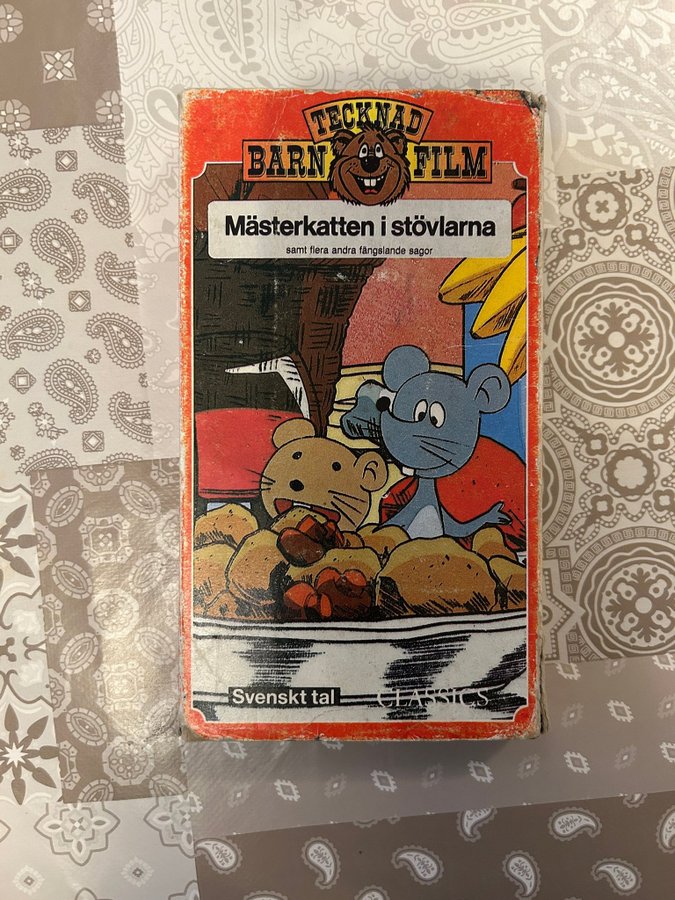 TECKNAD
BARN FILM
Mästerkatten i stövlarna
samt flera andra fängslande sagor
Svenskt tal
CLASSICS